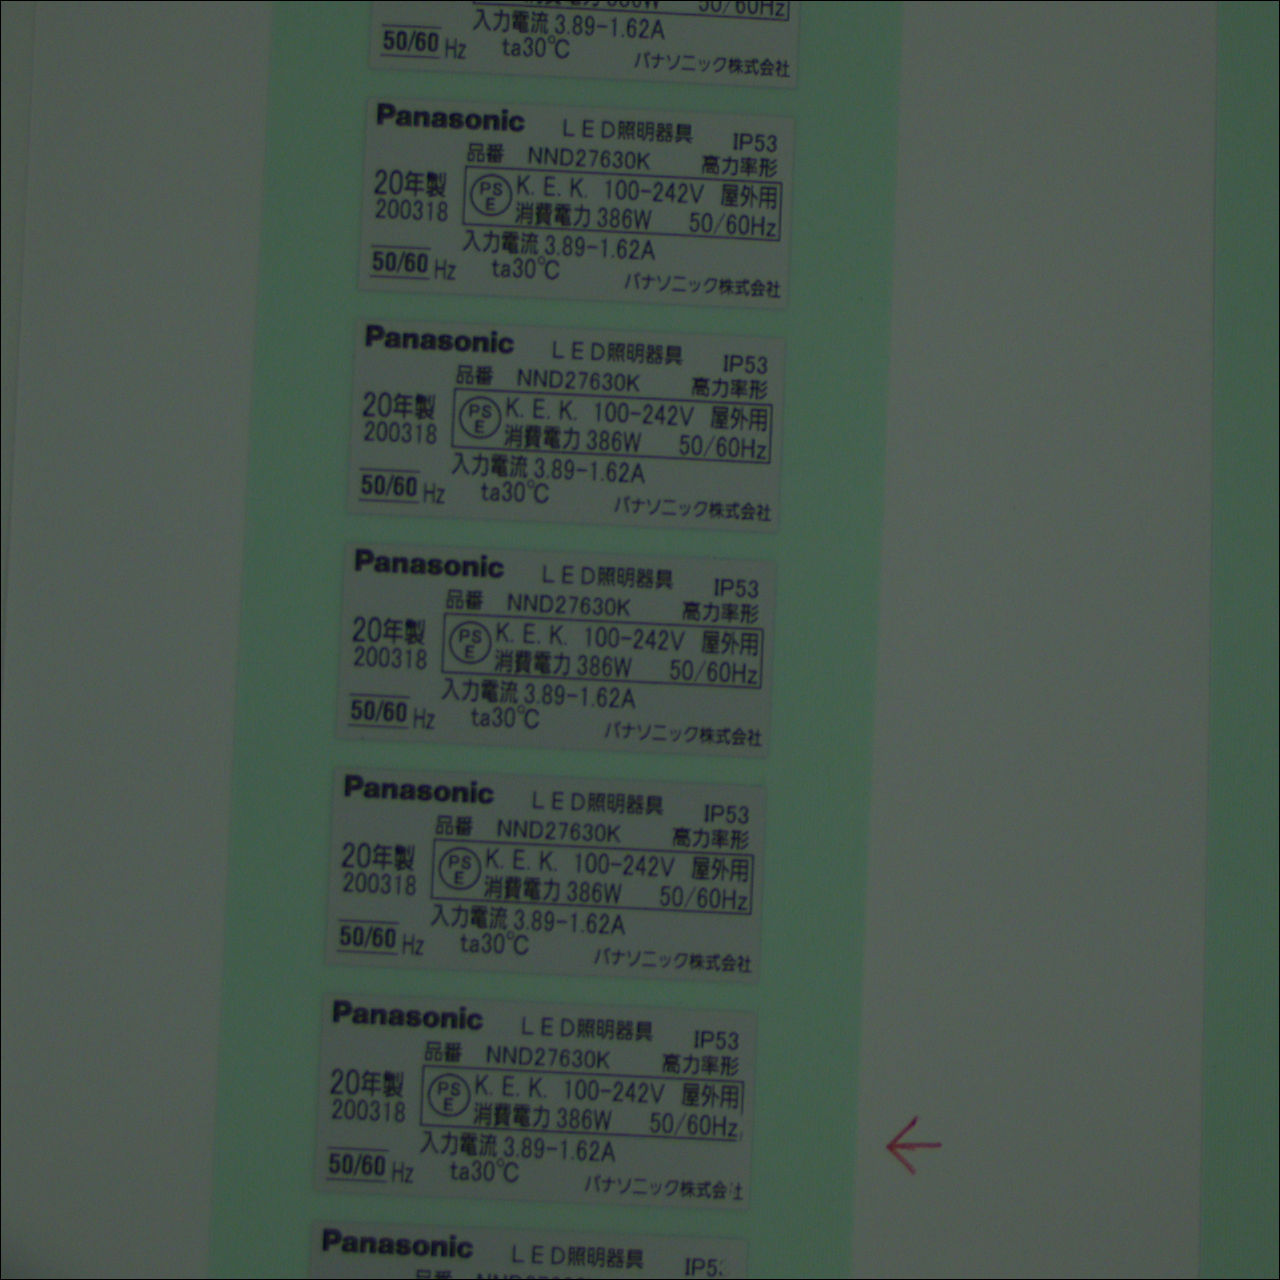 50/60Hz
入力電流 3.89-1.62A
50/60 Hz ta30℃ パナソニック株式会社
Panasonic LED照明器具 IP53
品番 NND27630K 高力率形
20年製 PS E K. E. K. 100-242V 屋外用
200318 消費電力 386W 50/60Hz
入力電流 3.89-1.62A
50/60 Hz ta30℃ パナソニック株式会社
Panasonic LED照明器具 IP53
品番 NND27630K 高力率形
20年製 PS E K. E. K. 100-242V 屋外用
200318 消費電力 386W 50/60Hz
入力電流 3.89-1.62A
50/60 Hz ta30℃ パナソニック株式会社
Panasonic LED照明器具 IP53
品番 NND27630K 高力率形
20年製 PS E K. E. K. 100-242V 屋外用
200318 消費電力 386W 50/60Hz
入力電流 3.89-1.62A
50/60 Hz ta30℃ パナソニック株式会社
Panasonic LED照明器具 IP53
品番 NND27630K 高力率形
20年製 PS E K. E. K. 100-242V 屋外用
200318 消費電力 386W 50/60Hz
入力電流 3.89-1.62A
50/60 Hz ta30℃ パナソニック株式会社
Panasonic LED照明器具 IP53
品番 NND27630K 高力率形
20年製 PS E K. E. K. 100-242V 屋外用
200318 消費電力 386W 50/60Hz
入力電流 3.89-1.62A
50/60 Hz ta30℃ パナソニック株式会社
Panasonic LED照明器具